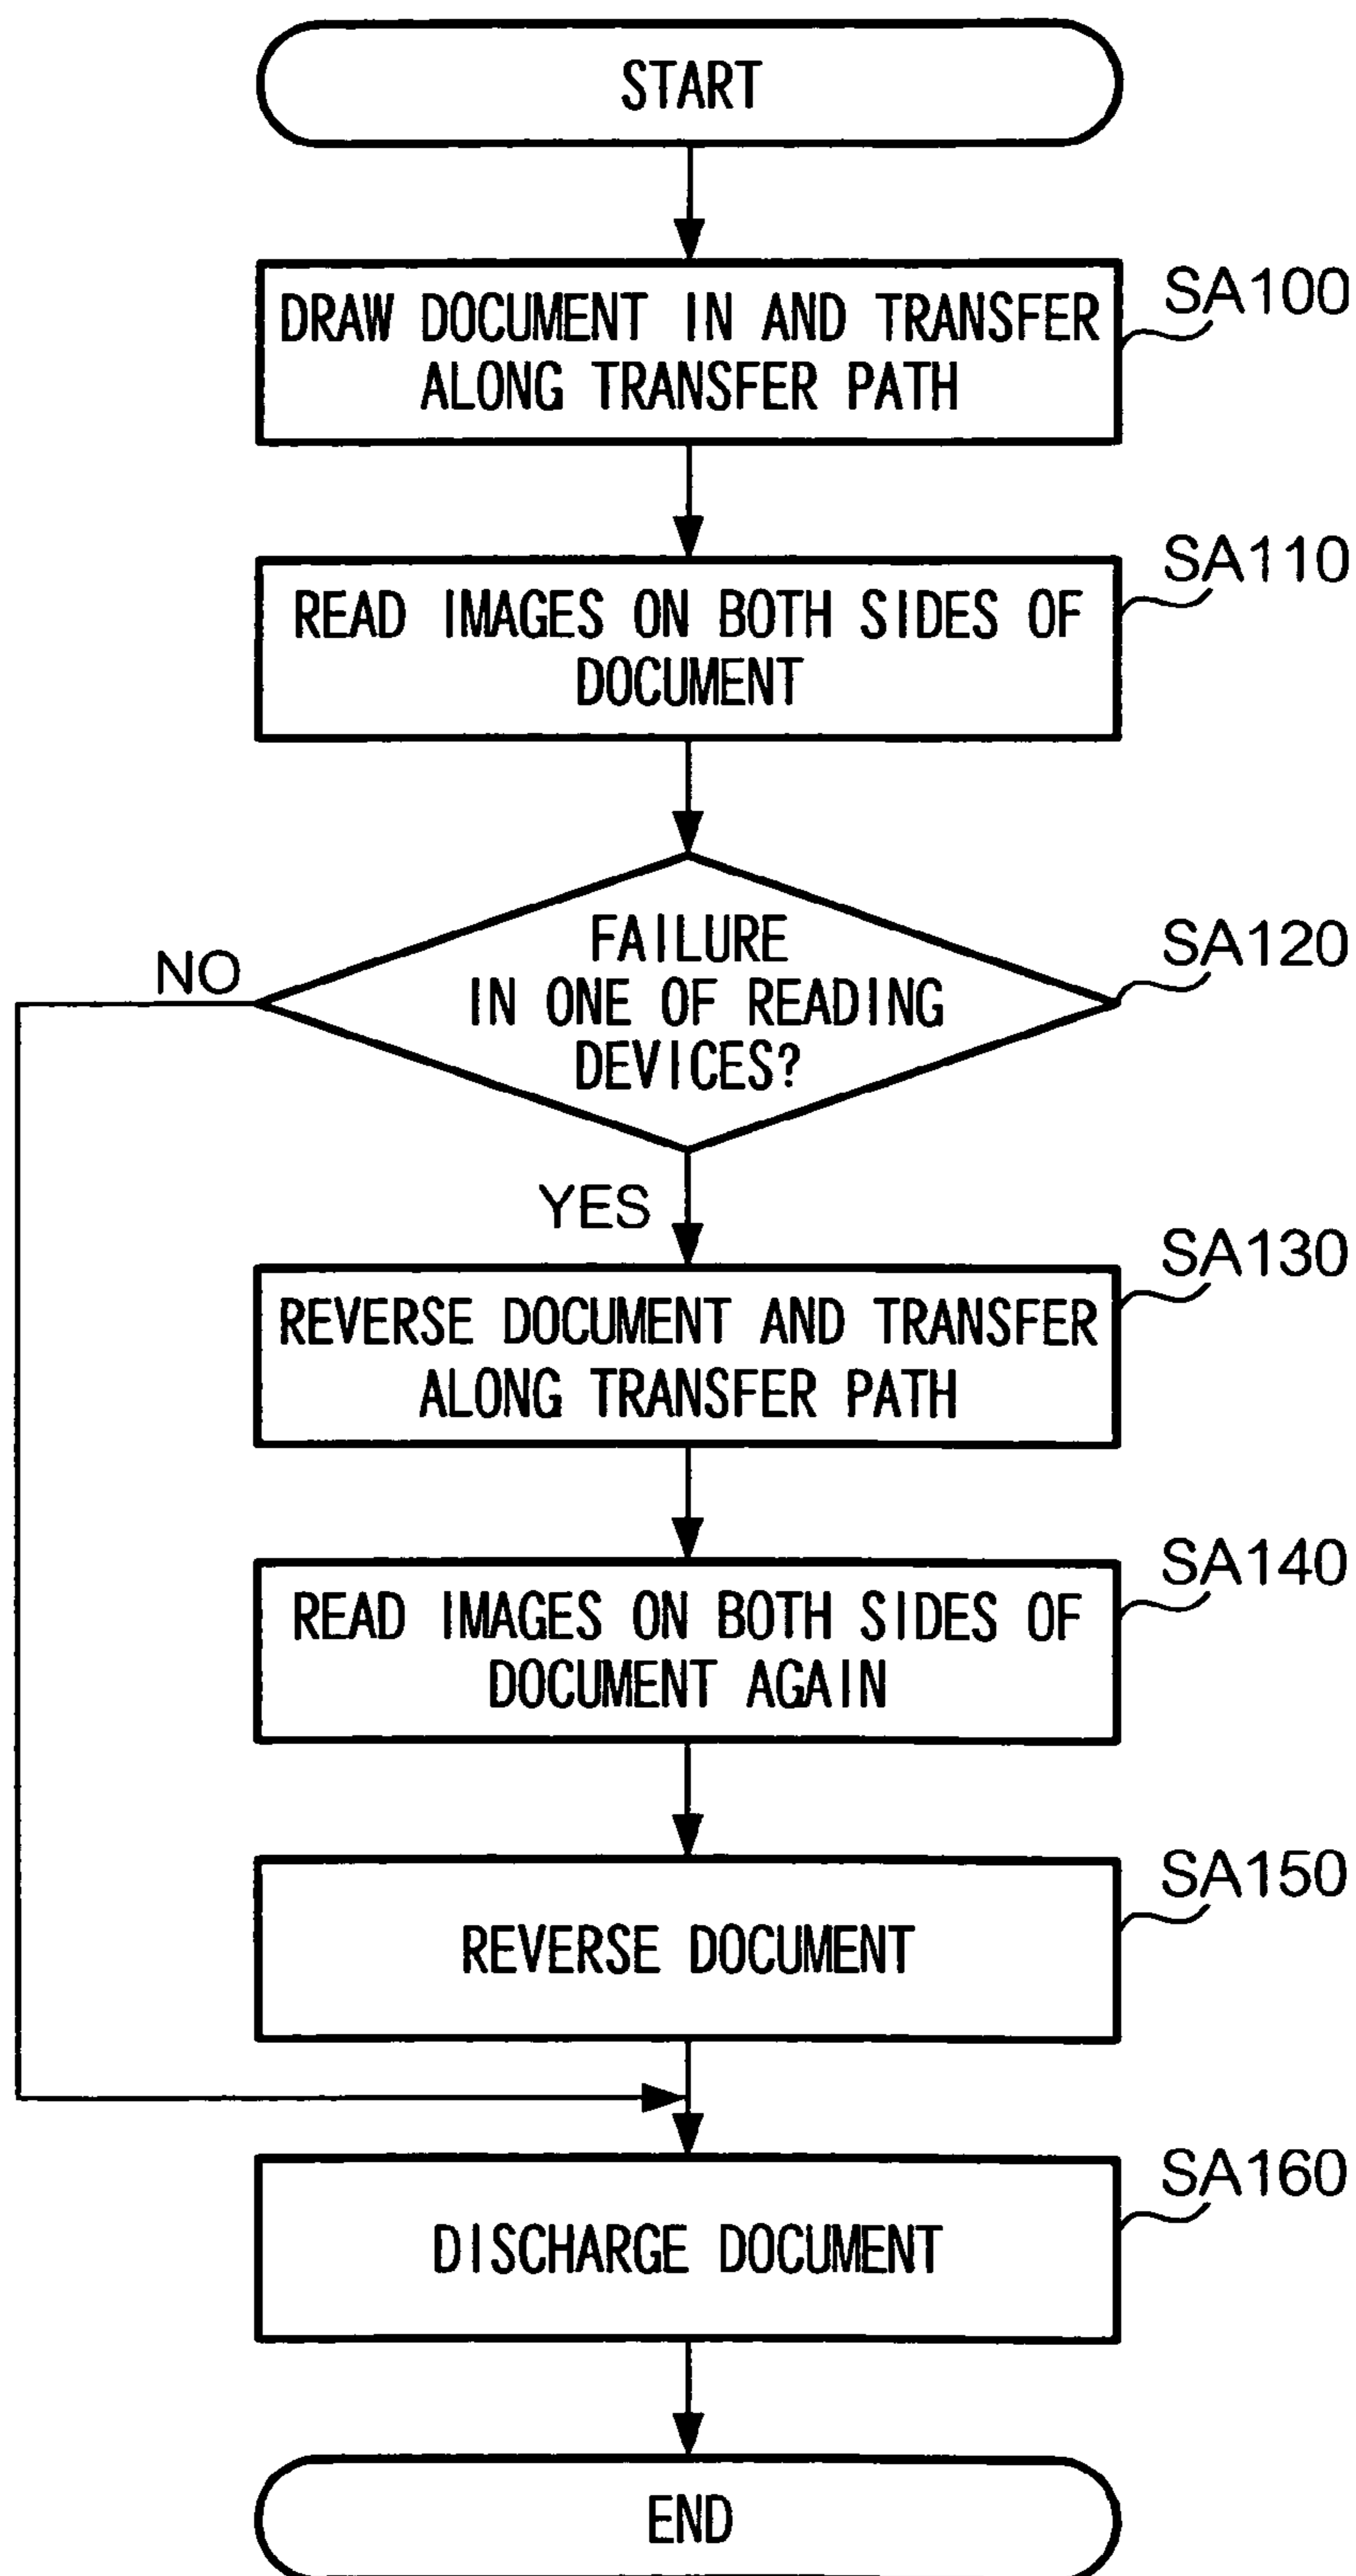 START
DRAW DOCUMENT IN AND TRANSFER
ALONG TRANSFER PATH
SA100
READ IMAGES ON BOTH SIDES OF
DOCUMENT
SA110
FAILURE
IN ONE OF READING
DEVICES?
SA120
NO
YES
REVERSE DOCUMENT AND TRANSFER
ALONG TRANSFER PATH
SA130
READ IMAGES ON BOTH SIDES OF
DOCUMENT AGAIN
SA140
REVERSE DOCUMENT
SA150
DISCHARGE DOCUMENT
SA160
END